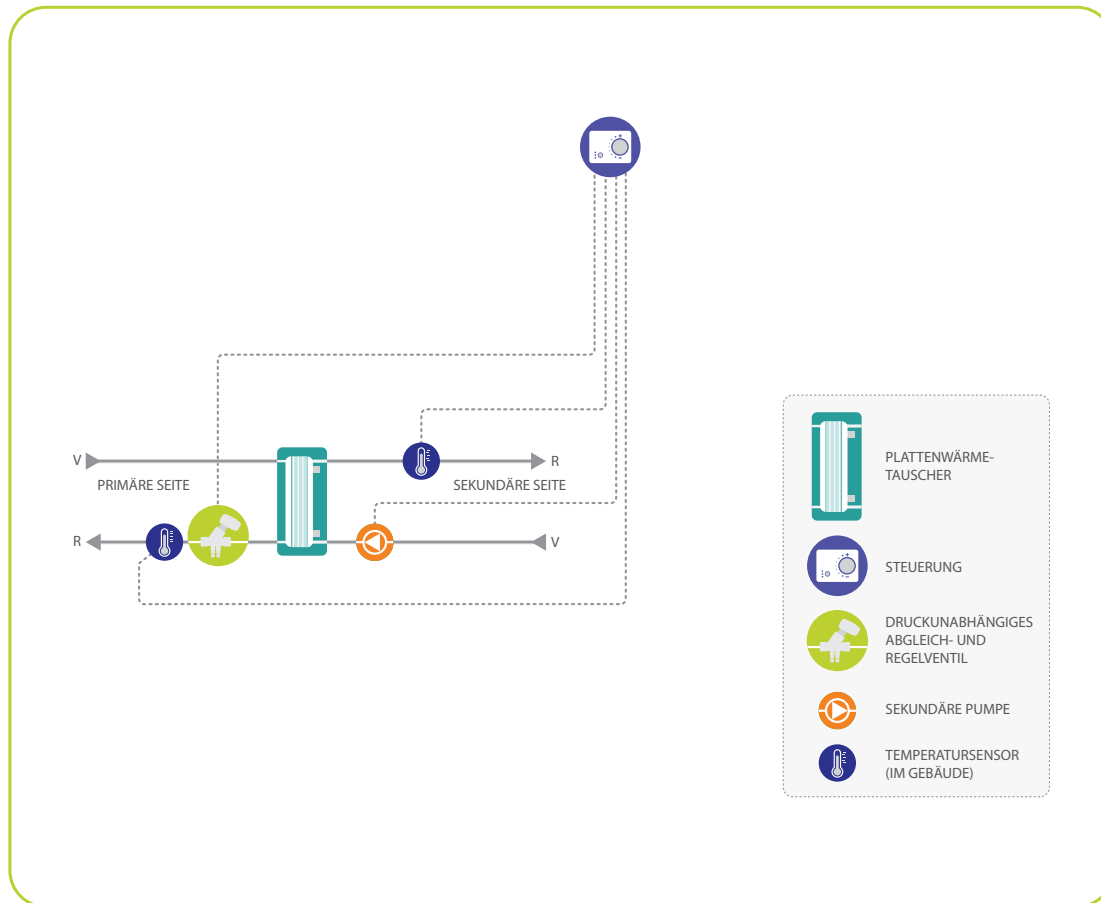 V
R
PRIMÄRE SEITE
SEKUNDÄRE SEITE
R
V
PLATTENWÄRME-
TAUSCHER
STEUERUNG
DRUCKUNABHÄNGIGES
ABGLEICH- UND
REGELVENTIL
SEKUNDÄRE PUMPE
TEMPERATURSENSOR
(IM GEBÄUDE)